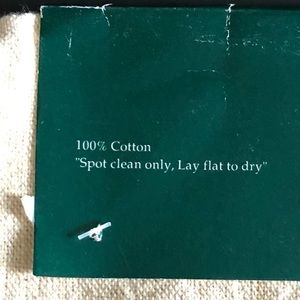 100% Cotton
"Spot clean only, Lay flat to dry"